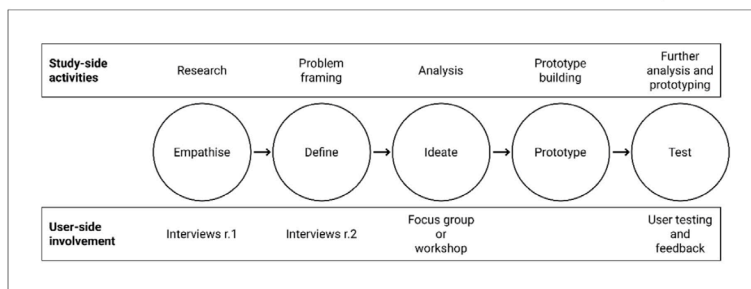 Study-side
activities
Research
Problem
framing
Analysis
Prototype
building
Further
analysis and
prototyping
Empathise
Define
Ideate
Prototype
Test
User-side
involvement
Interviews r.1
Interviews r.2
Focus group
or
workshop
User testing
and
feedback